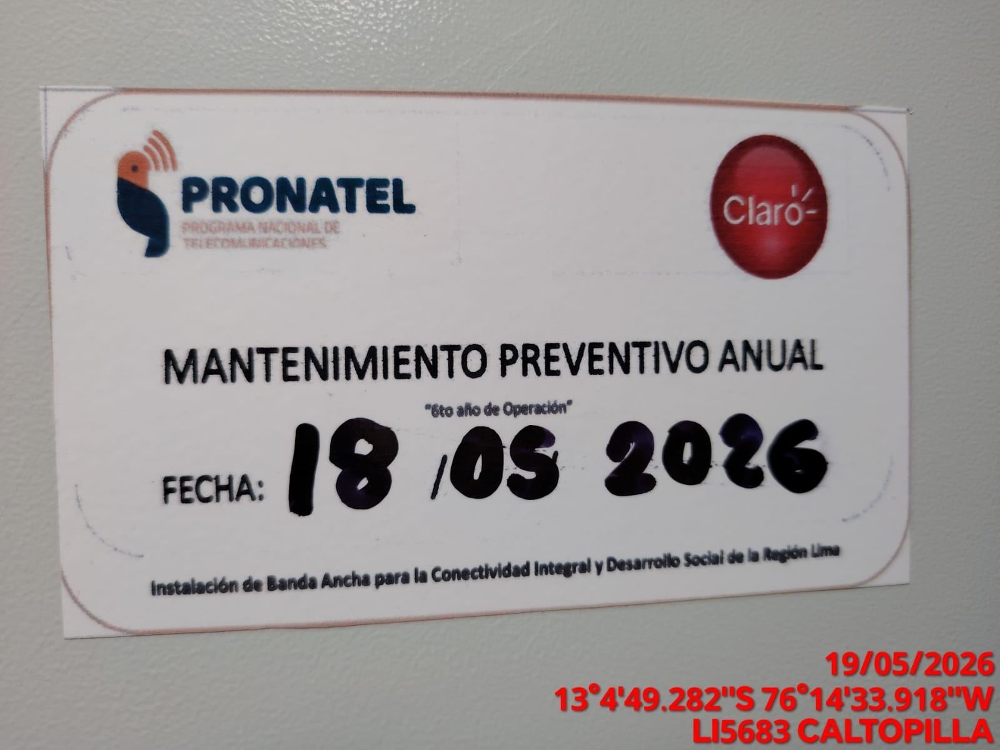 PRONATEL
PROGRAMA NACIONAL DE
TELECOMUNICACIONES
Claro
MANTENIMIENTO PREVENTIVO ANUAL
"6to año de Operación"
FECHA: 18 /05 2026
Instalación de Banda Ancha para la Conectividad Integral y Desarrollo Social de la Región Lima
19/05/2026
13°4'49.282"S 76°14'33.918"W
LI5683 CALTOPILLA